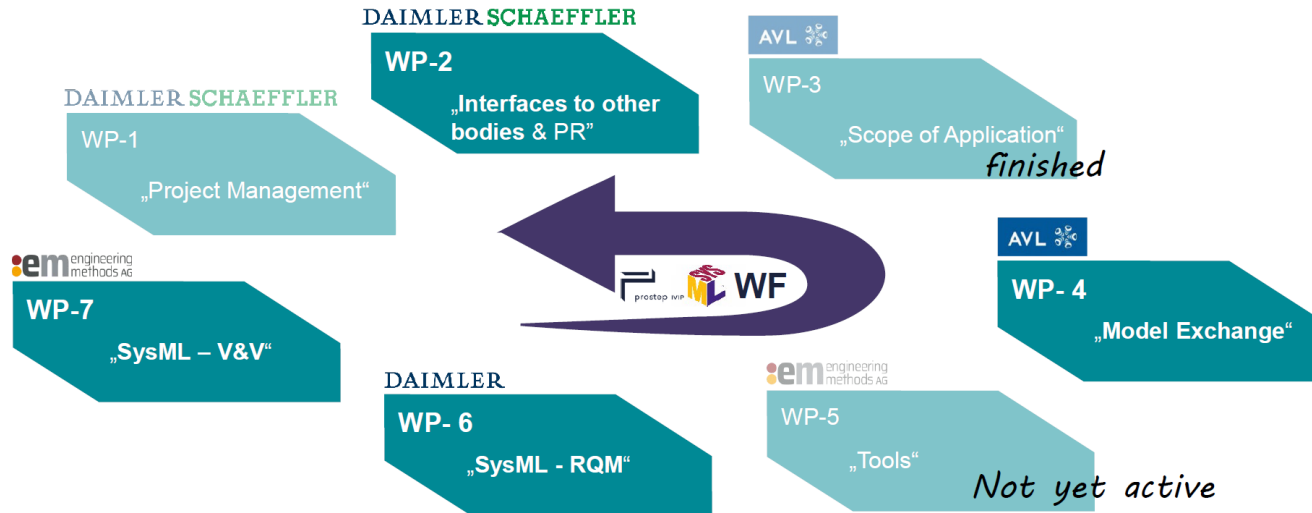 DAIMLER SCHAEFFLER
WP-2
„Interfaces to other
bodies & PR”
AVL
WP-3
„Scope of Application“
finished
DAIMLER SCHAEFFLER
WP-1
„Project Management“
AVL
WP- 4
„Model Exchange“
prostep IVIP SYS ML WF
:em engineering
methods AG
WP-7
„SysML – V&V“
DAIMLER
WP- 6
„SysML - RQM“
:em engineering
methods AG
WP-5
„Tools“
Not yet active